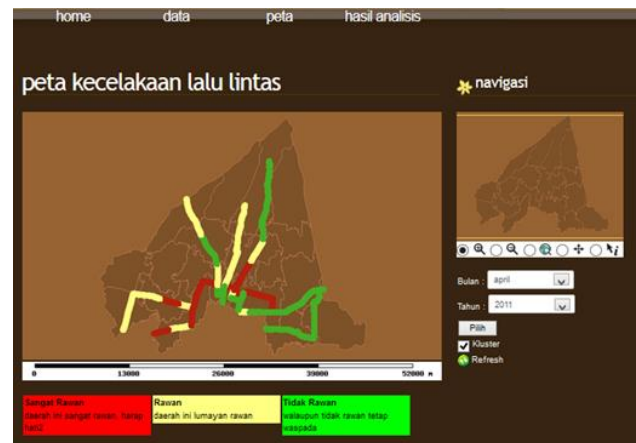 home data peta hasil analisis
peta kecelakaan lalu lintas
navigasi
Bulan : april
Tahun : 2011
Pilih
Kluster
Refresh
0 13000 26000 39000 52000 m
Sangat Rawan
daerah ini sangat rawan, harap
hati2
Rawan
daerah ini lumayan rawan
Tidak Rawan
walaupun tidak rawan tetap
waspada